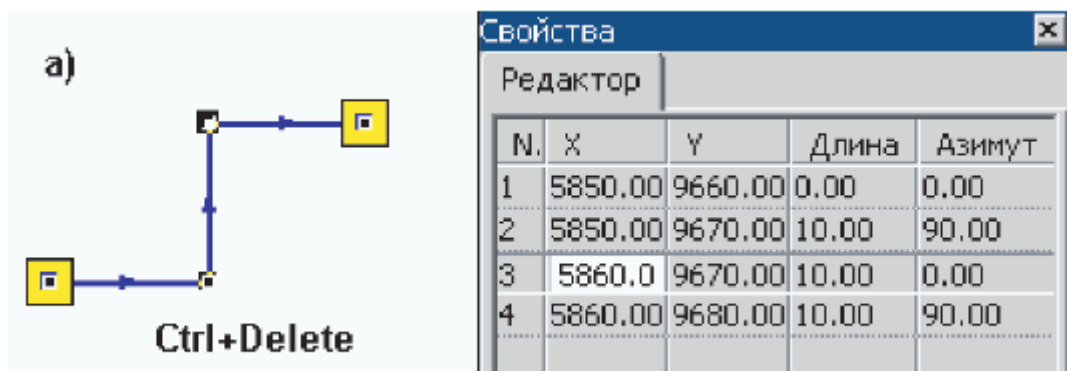 а)
Ctrl+Delete
Свойства
Редактор
N. X Y Длина Азимут
1 5850.00 9660.00 0.00 0.00
2 5850.00 9670.00 10.00 90.00
3 5860.0 9670.00 10.00 0.00
4 5860.00 9680.00 10.00 90.00